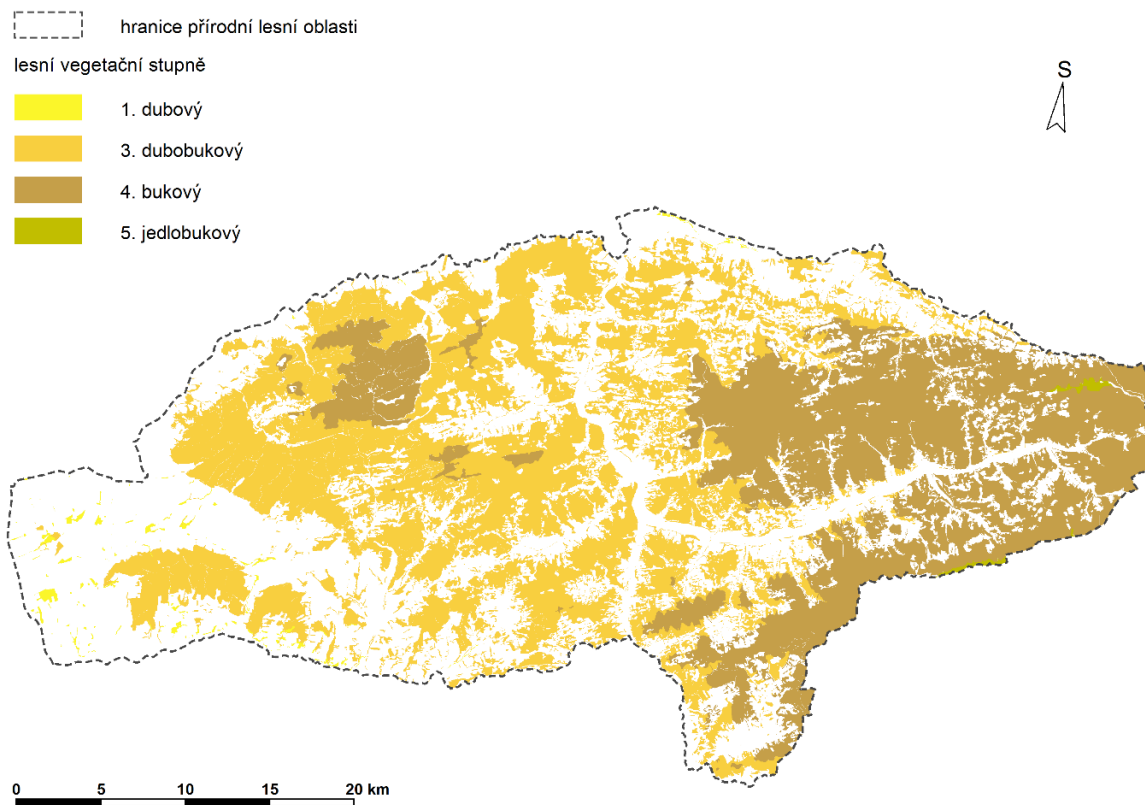 hranice přírodní lesní oblasti
lesní vegetační stupně
1. dubový
3. dubobukový
4. bukový
5. jedlobukový
S
0 5 10 15 20 km